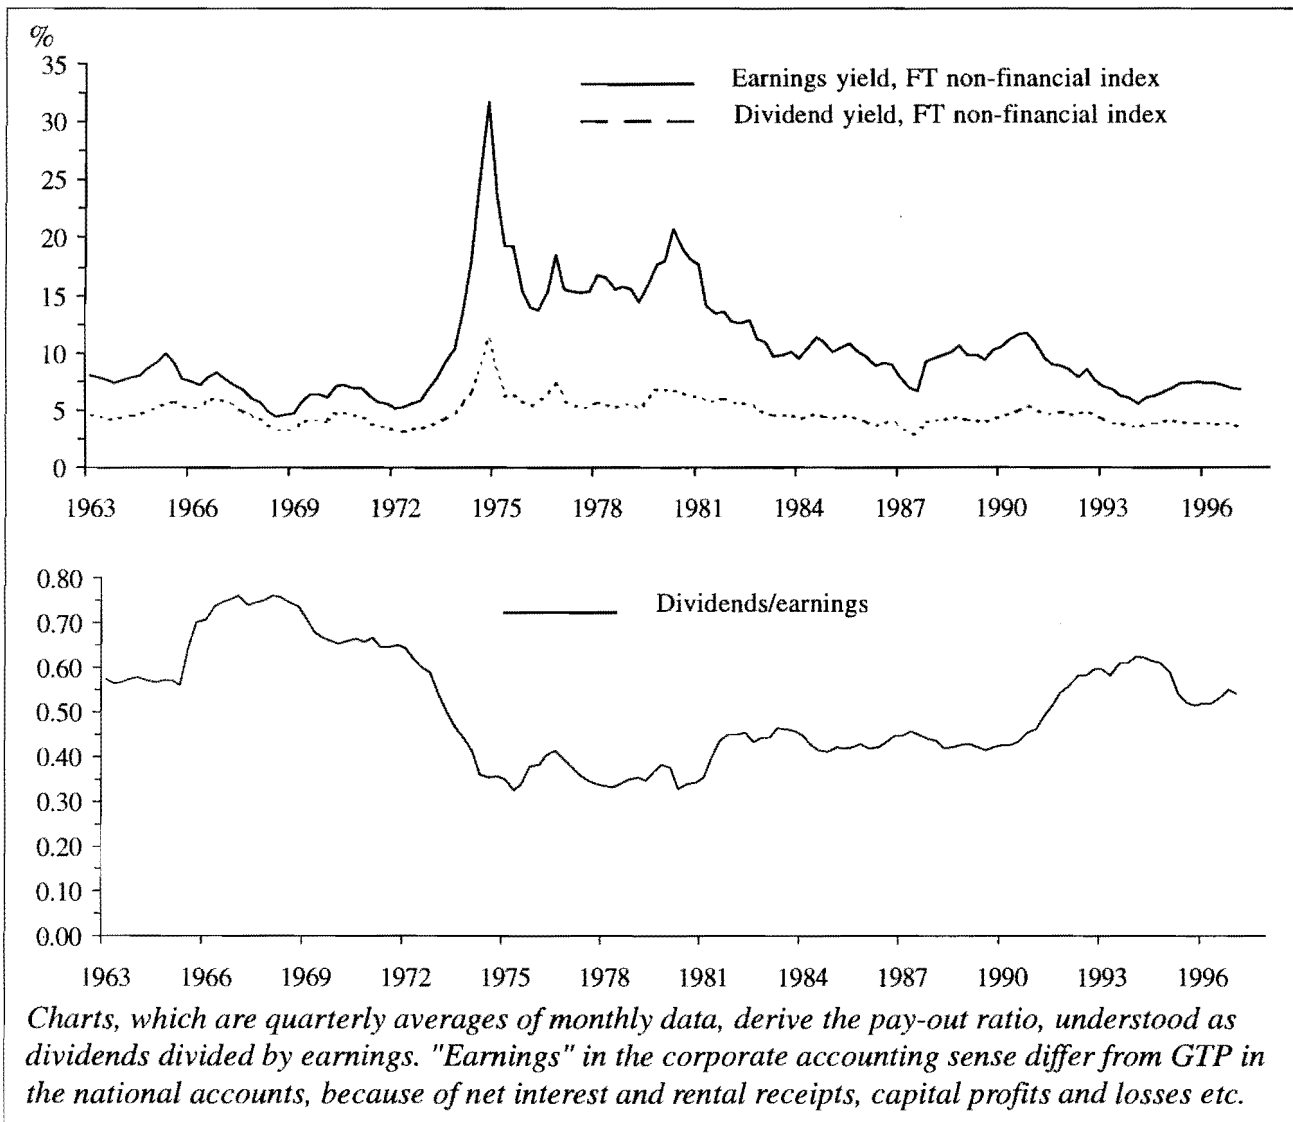 %
35
30
25
20
15
10
5
0
Earnings yield, FT non-financial index
Dividend yield, FT non-financial index
1963 1966 1969 1972 1975 1978 1981 1984 1987 1990 1993 1996
0.80
0.70
0.60
0.50
0.40
0.30
0.20
0.10
0.00
Dividends/earnings
1963 1966 1969 1972 1975 1978 1981 1984 1987 1990 1993 1996
Charts, which are quarterly averages of monthly data, derive the pay-out ratio, understood as
dividends divided by earnings. "Earnings" in the corporate accounting sense differ from GTP in
the national accounts, because of net interest and rental receipts, capital profits and losses etc.